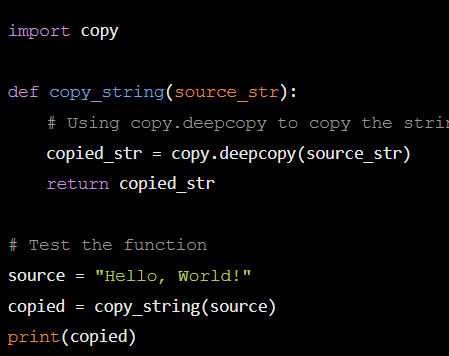 import copy

def copy_string(source_str):
    # Using copy.deepcopy to copy the
    copied_str = copy.deepcopy(source_str)
    return copied_str

# Test the function
source = "Hello, World!"
copied = copy_string(source)
print(copied)